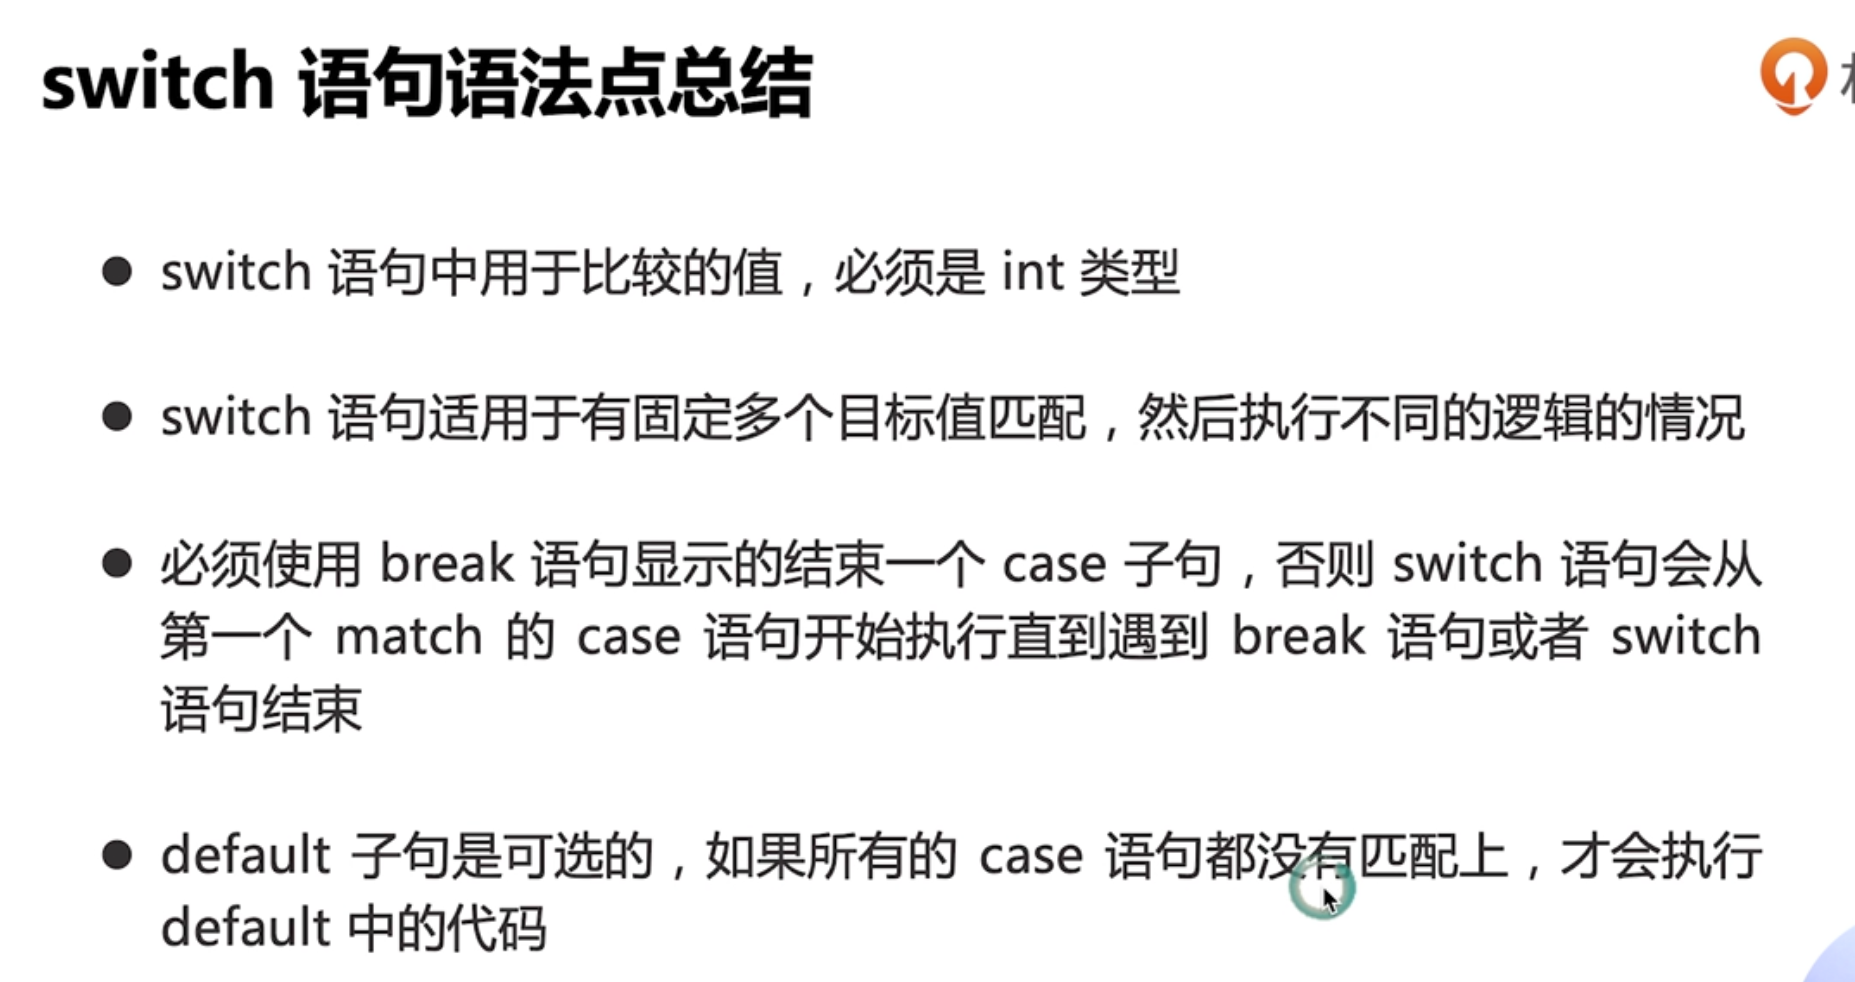 switch 语句语法点总结
● switch 语句中用于比较的值，必须是 int 类型
● switch 语句适用于有固定多个目标值匹配，然后执行不同的逻辑的情况
● 必须使用 break 语句显示的结束一个 case 子句，否则 switch 语句会从
第一个 match 的 case 语句开始执行直到遇到 break 语句或者 switch
语句结束
● default 子句是可选的，如果所有的 case 语句都没有匹配上，才会执行
default 中的代码